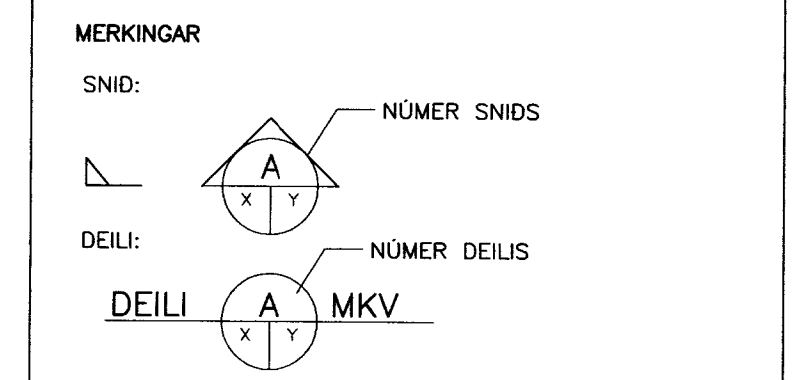 MERKINGAR
SNIÐ:
NÚMER SNIÐS
A
X Y
DEILI:
NÚMER DEILIS
DEILI A MKV
X Y